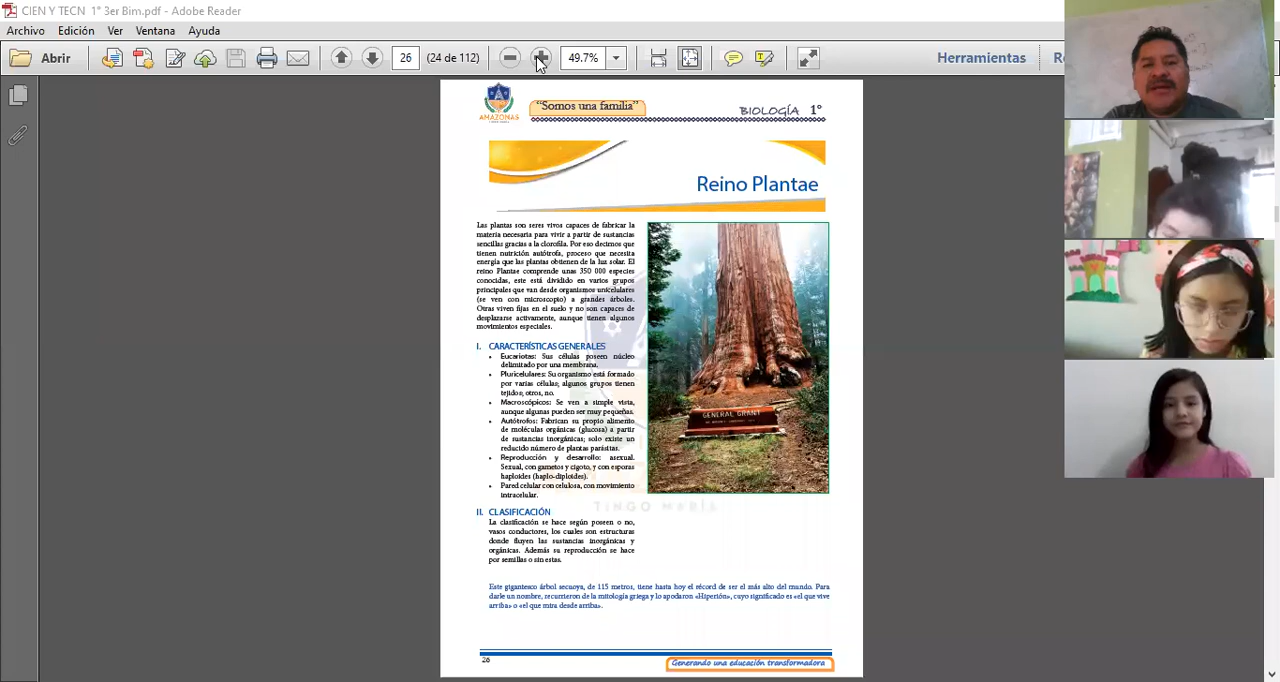 CIEN Y TECN 1° 3er Bim.pdf - Adobe Reader
Archivo Edición Ver Ventana Ayuda
Abrir 26 (24 de 112) 49.7% Herramientas
AMAZONAS
"Somos una familia"
BIOLOGÍA 1°
Reino Plantae
Las plantas son seres vivos capaces de fabricar la
materia necesaria para vivir a partir de sustancias
sencillas gracias a la clorofila. Por eso decimos que
tienen nutrición autótrofa, proceso que necesita
energía que las plantas obtienen de la luz solar. El
reino Plantae comprende unas 350 000 especies
conocidas, este está dividido en varios grupos
principales que van desde organismos unicelulares
(se ven con microscopio) a grandes árboles.
Otras viven fijas en el suelo y no son capaces de
desplazarse activamente, aunque tienen algunos
movimientos especiales.
I. CARACTERÍSTICAS GENERALES
• Eucariotas: Sus células poseen núcleo
delimitado por una membrana.
• Pluricelulares: Su organismo está formado
por varias células; algunos grupos tienen
tejidos; otros, no.
• Macroscópicos: Se ven a simple vista,
aunque algunas pueden ser muy pequeñas.
• Autótrofos: Fabrican su propio alimento
de moléculas orgánicas (glucosa) a partir
de sustancias inorgánicas; solo existe un
reducido número de plantas parásitas.
• Reproducción y desarrollo: asexual.
Sexual, con gametos y cigoto, y con esporas
haploides (haplo-diploides).
• Pared celular con celulosa, con movimiento
intracelular.
GENERAL GRANT
TINGO MARÍA
II. CLASIFICACIÓN
La clasificación se hace según poseen o no,
vasos conductores, los cuales son estructuras
donde fluyen las sustancias inorgánicas y
orgánicas. Además su reproducción se hace
por semillas o sin estas.
Este gigantesco árbol secuoya, de 115 metros, tiene hasta hoy el récord de ser el más alto del mundo. Para
darle un nombre, recurrieron de la mitología griega y lo apodaron «Hiperión», cuyo significado es «el que vive
arriba» o «el que mira desde arriba».
26
Generando una educación transformadora